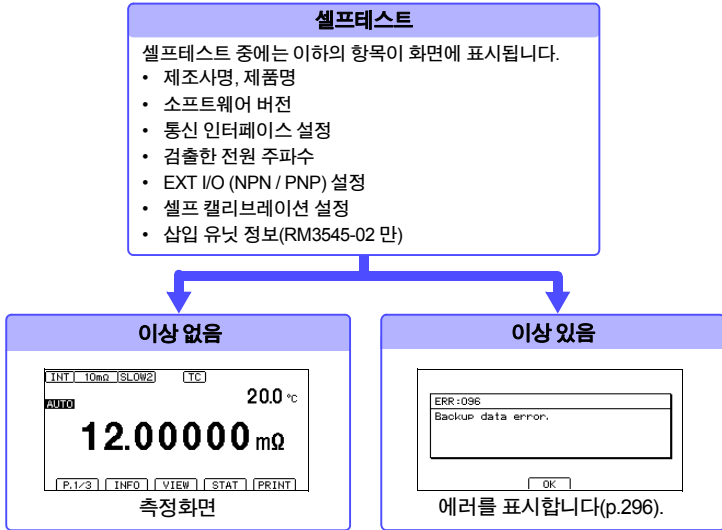 셀프테스트
셀프테스트 중에는 이하의 항목이 화면에 표시됩니다.
• 제조사명, 제품명
• 소프트웨어 버전
• 통신 인터페이스 설정
• 검출한 전원 주파수
• EXT I/O (NPN / PNP) 설정
• 셀프 캘리브레이션 설정
• 삽입 유닛 정보(RM3545-02 만)
이상 없음
INT 10mΩ SLOW2 TC
AUTO 20.0 ℃
12.00000 mΩ
P.1/3 INFO VIEW STAT PRINT
측정화면
이상 있음
ERR:096
Backup data error.
OK
에러를 표시합니다(p.296).